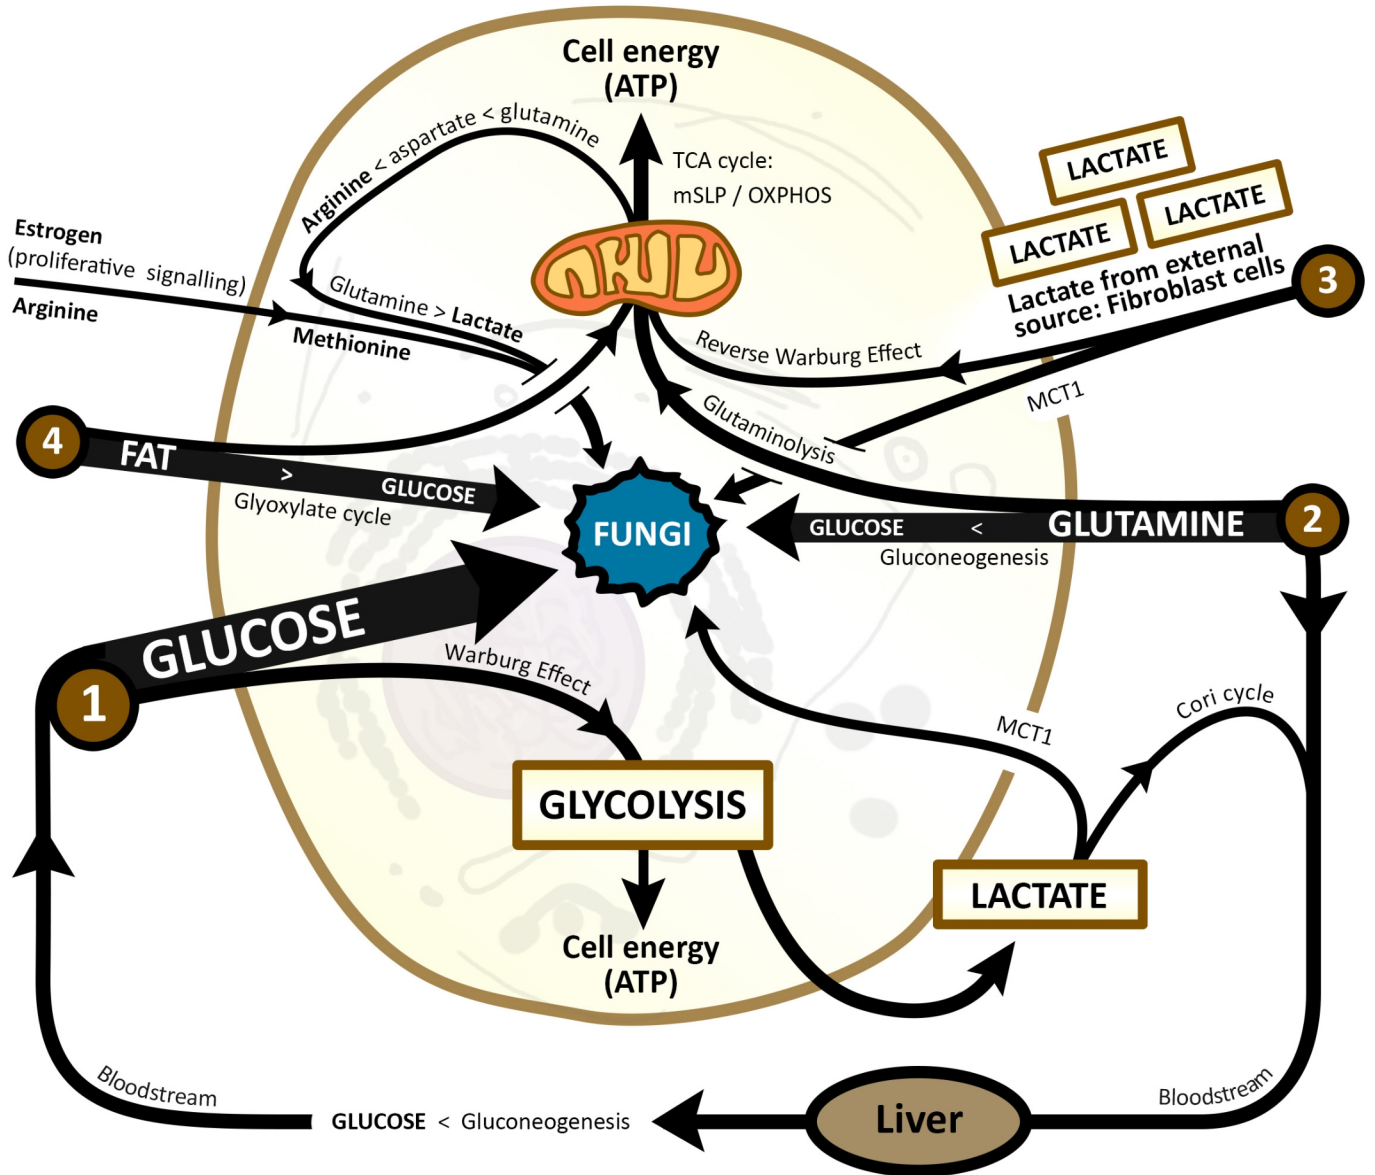 Cell energy
(ATP)
Arginine < aspartate < glutamine
TCA cycle:
mSLP / OXPHOS
LACTATE
LACTATE
LACTATE
Lactate from external
source: Fibroblast cells
3
Estrogen
(proliferative signalling)
Arginine
Methionine
Glutamine > Lactate
Reverse Warburg Effect
MCT1
Glutaminolysis
4
FAT > GLUCOSE
Glyoxylate cycle
FUNGI
GLUCOSE < GLUTAMINE
Gluconeogenesis
2
GLUCOSE
1
Warburg Effect
MCT1
Cori cycle
GLYCOLYSIS
LACTATE
Cell energy
(ATP)
Bloodstream
Bloodstream
GLUCOSE < Gluconeogenesis
Liver